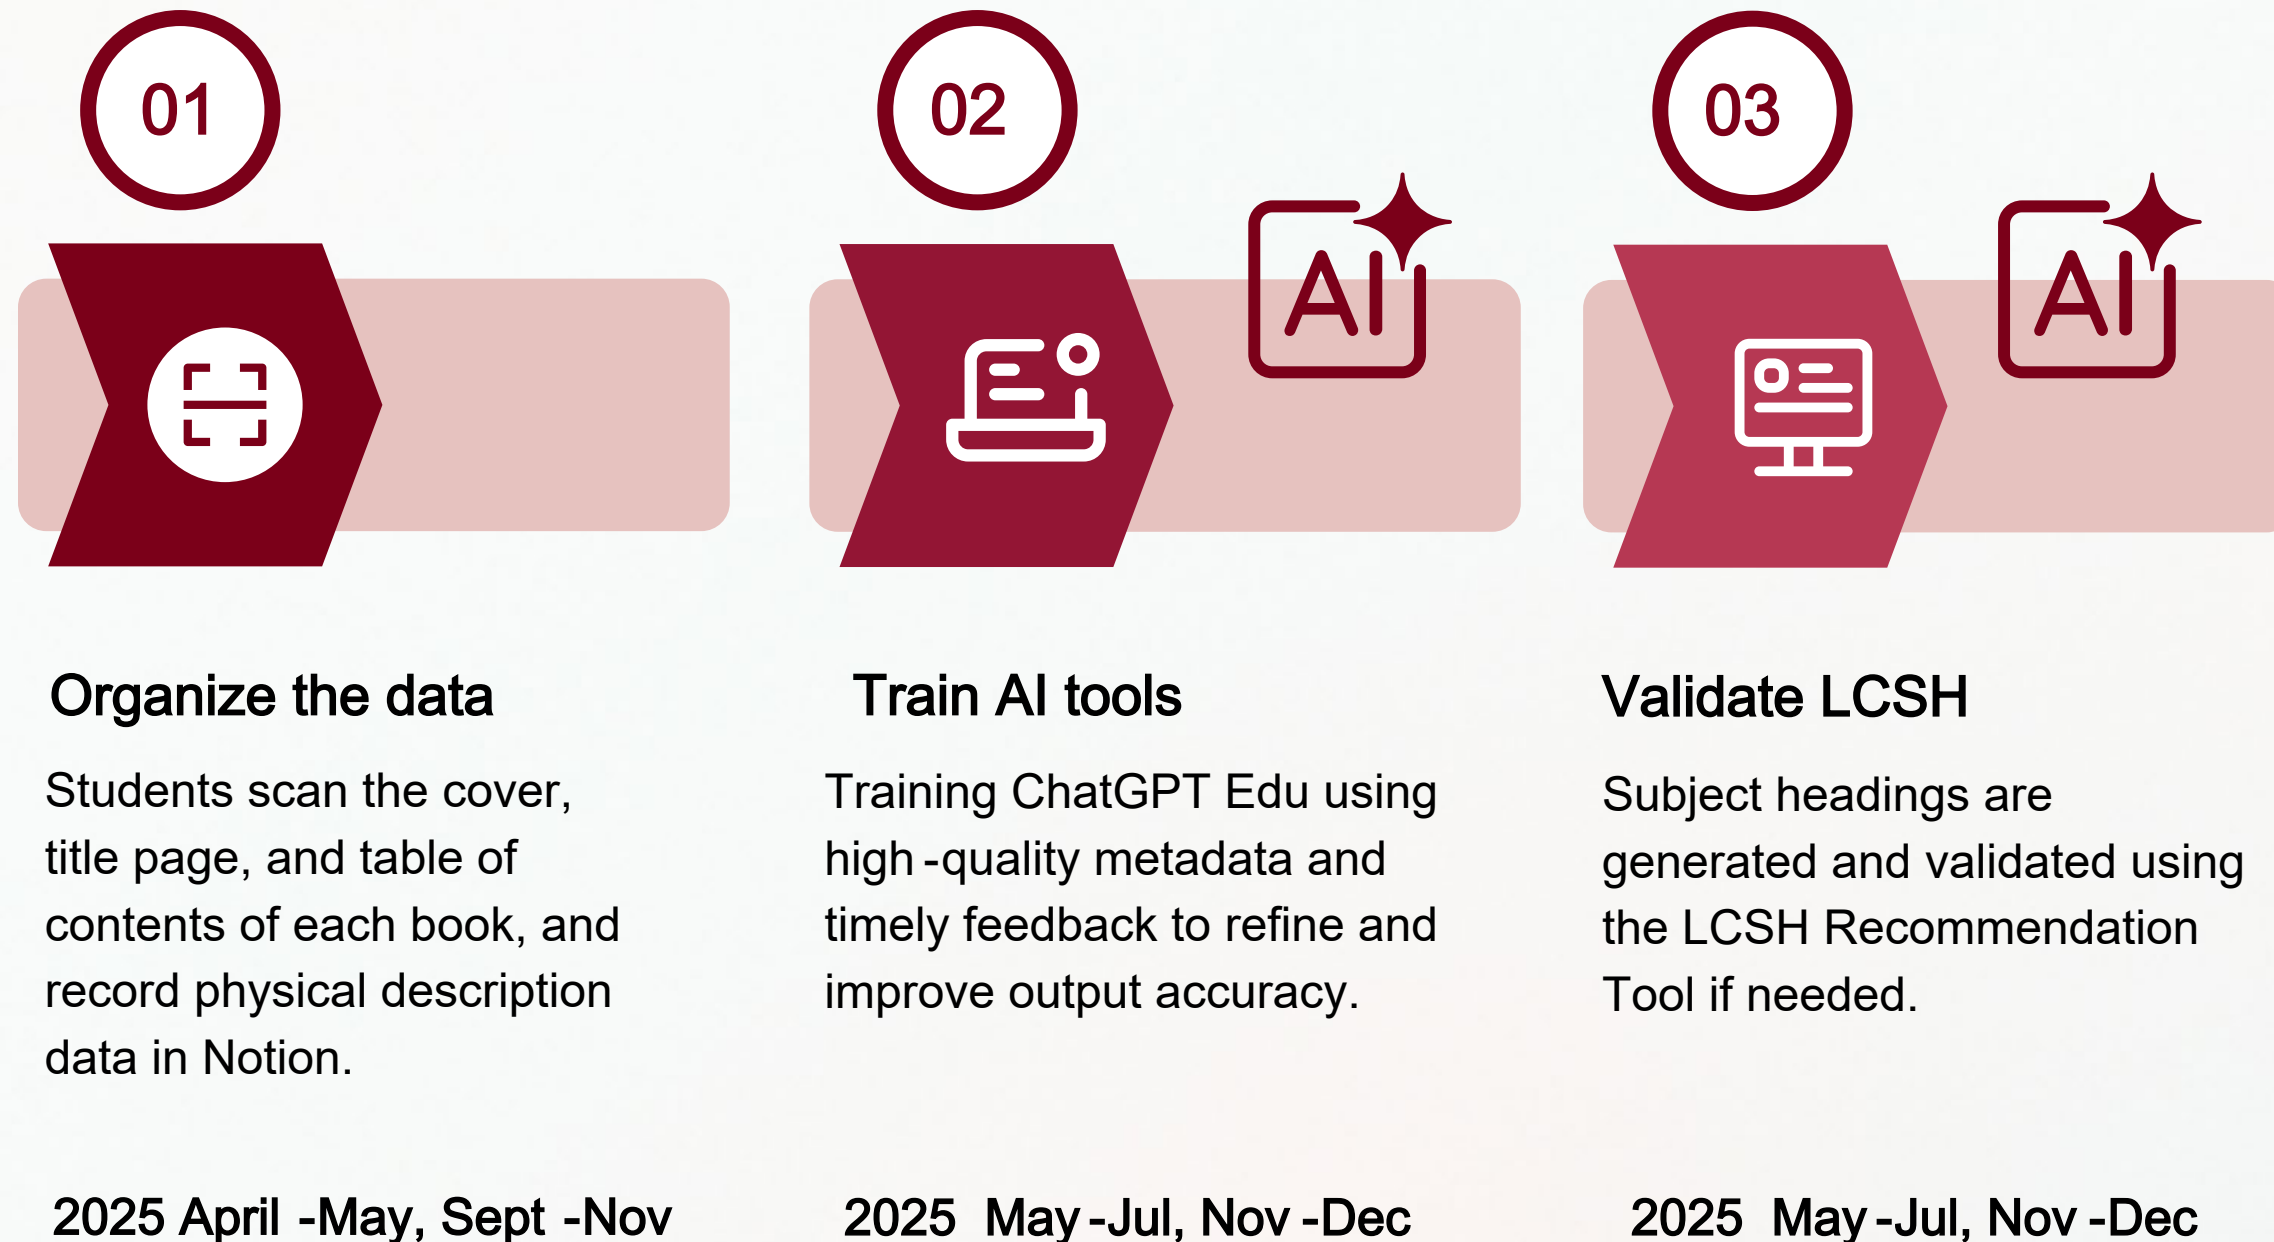 01
02
03
AI
AI
Organize the data
Students scan the cover,
title page, and table of
contents of each book, and
record physical description
data in Notion.
2025 April -May, Sept -Nov
Train AI tools
Training ChatGPT Edu using
high -quality metadata and
timely feedback to refine and
improve output accuracy.
2025 May -Jul, Nov -Dec
Validate LCSH
Subject headings are
generated and validated using
the LCSH Recommendation
Tool if needed.
2025 May -Jul, Nov -Dec